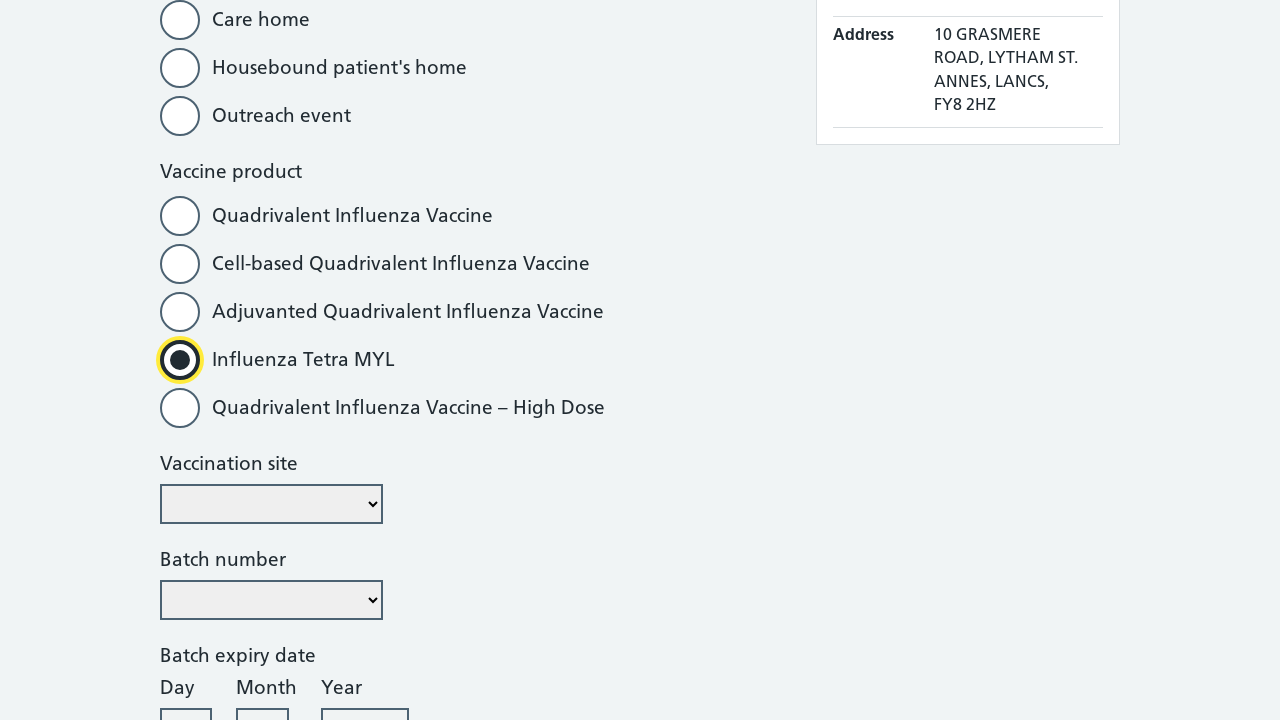 Care home
Housebound patient's home
Outreach event
Vaccine product
Quadrivalent Influenza Vaccine
Cell-based Quadrivalent Influenza Vaccine
Adjuvanted Quadrivalent Influenza Vaccine
Influenza Tetra MYL
Quadrivalent Influenza Vaccine – High Dose
Vaccination site
Batch number
Batch expiry date
Day Month Year
Address 10 GRASMERE
ROAD, LYTHAM ST.
ANNES, LANCS,
FY8 2HZ